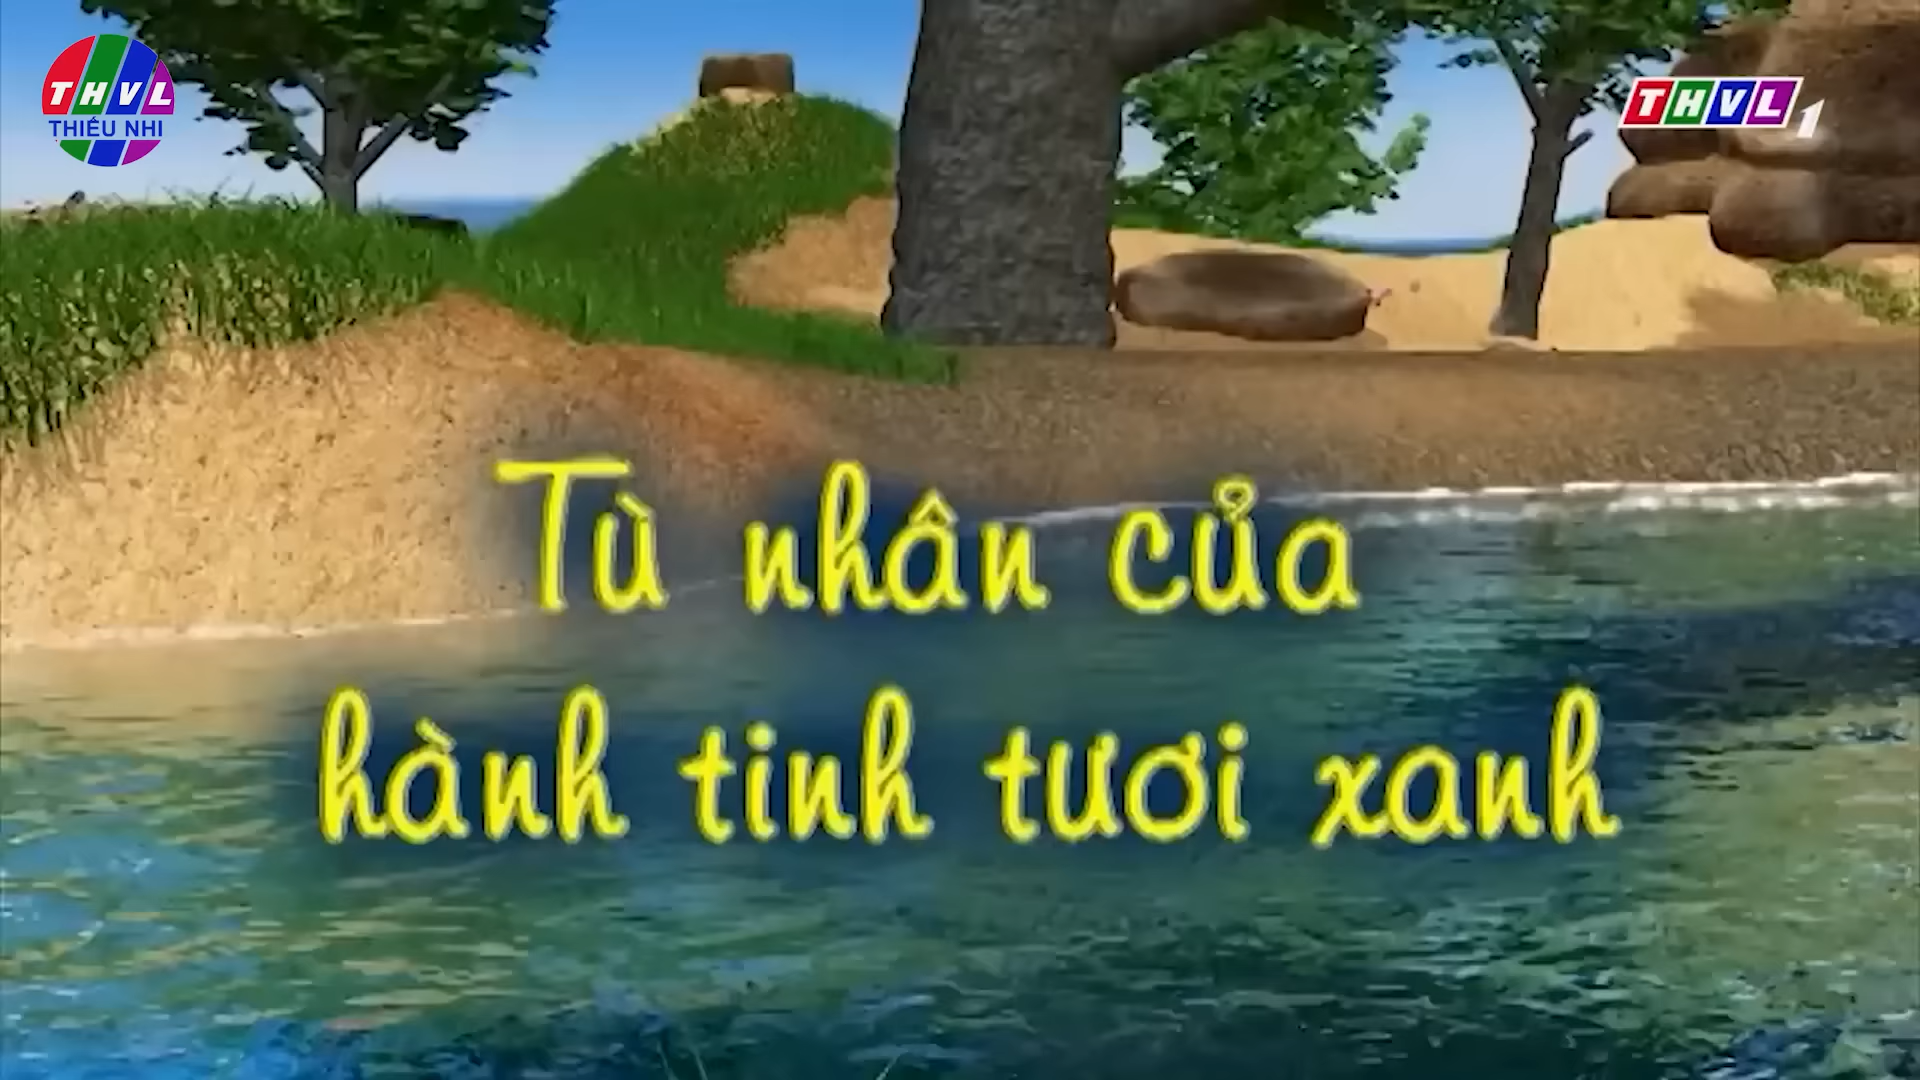 THVL
THIẾU NHI
THVL1
Tù nhân của
hành tinh tươi xanh